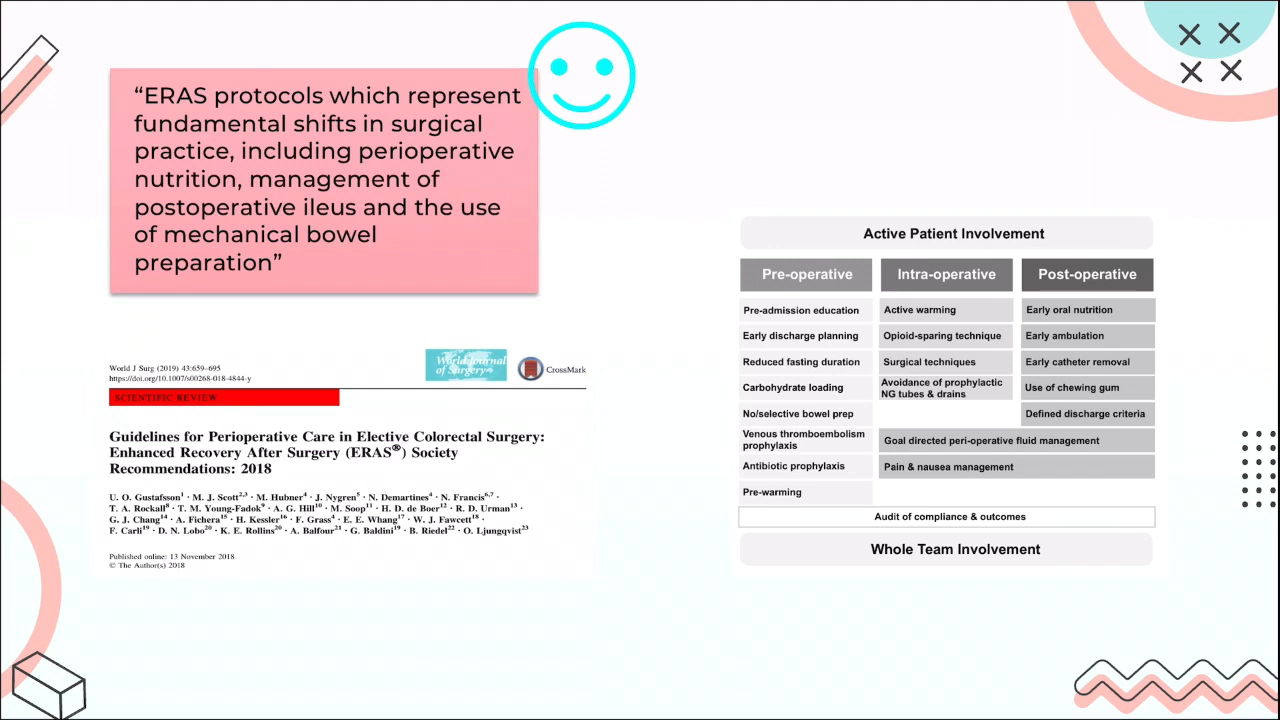 “ERAS protocols which represent
fundamental shifts in surgical
practice, including perioperative
nutrition, management of
postoperative ileus and the use
of mechanical bowel
preparation”
World J Surg (2019) 43:659–695
https://doi.org/10.1007/s00268-018-4844-y
World Journal
of Surgery
CrossMark
SCIENTIFIC REVIEW
Guidelines for Perioperative Care in Elective Colorectal Surgery:
Enhanced Recovery After Surgery (ERAS®) Society
Recommendations: 2018
U. O. Gustafsson1 · M. J. Scott2,3 · M. Hubner4 · J. Nygren5 · N. Demartines4 · N. Francis6,7 ·
T. A. Rockall8 · T. M. Young-Fadok9 · A. G. Hill10 · M. Soop11 · H. D. de Boer12 · R. D. Urman13 ·
G. J. Chang14 · A. Fichera15 · H. Kessler16 · F. Grass4 · E. E. Whang17 · W. J. Fawcett18 ·
F. Carli19 · D. N. Lobo20 · K. E. Rollins20 · A. Balfour21 · G. Baldini19 · B. Riedel22 · O. Ljungqvist23
Published online: 13 November 2018
© The Author(s) 2018
Active Patient Involvement
Pre-operative Intra-operative Post-operative
Pre-admission education Active warming Early oral nutrition
Early discharge planning Opioid-sparing technique Early ambulation
Reduced fasting duration Surgical techniques Early catheter removal
Carbohydrate loading Avoidance of prophylactic Use of chewing gum
NG tubes & drains
No/selective bowel prep Defined discharge criteria
Venous thromboembolism Goal directed peri-operative fluid management
prophylaxis
Antibiotic prophylaxis Pain & nausea management
Pre-warming
Audit of compliance & outcomes
Whole Team Involvement